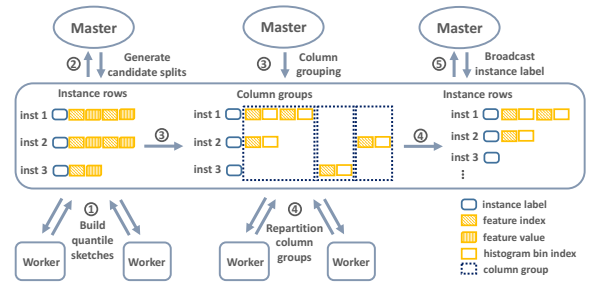 Master
Master
Master
②
Generate
candidate splits
③
Column
grouping
⑤
Broadcast
instance label
Instance rows
Column groups
Instance rows
inst 1
inst 2
inst 3
③
inst 1
inst 2
inst 3
④
inst 1
inst 2
inst 3
⋮
①
Build
quantile
sketches
④
Repartition
column
groups
Worker
Worker
Worker
Worker
instance label
feature index
feature value
histogram bin index
column group